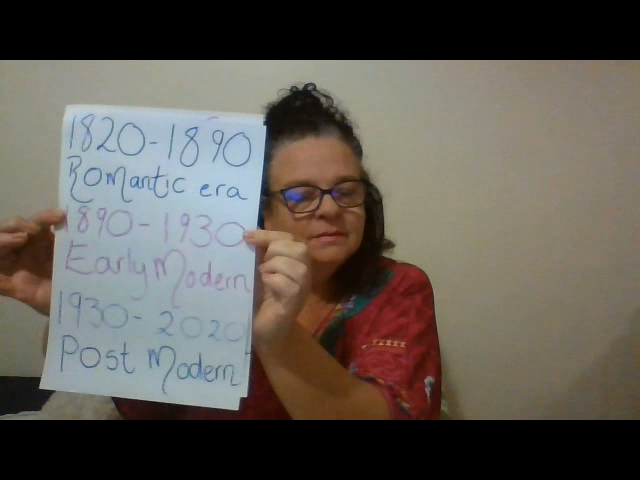 1820-1890
Romantic era
1890-1930
Early Modern
1930-2020
Post Modern